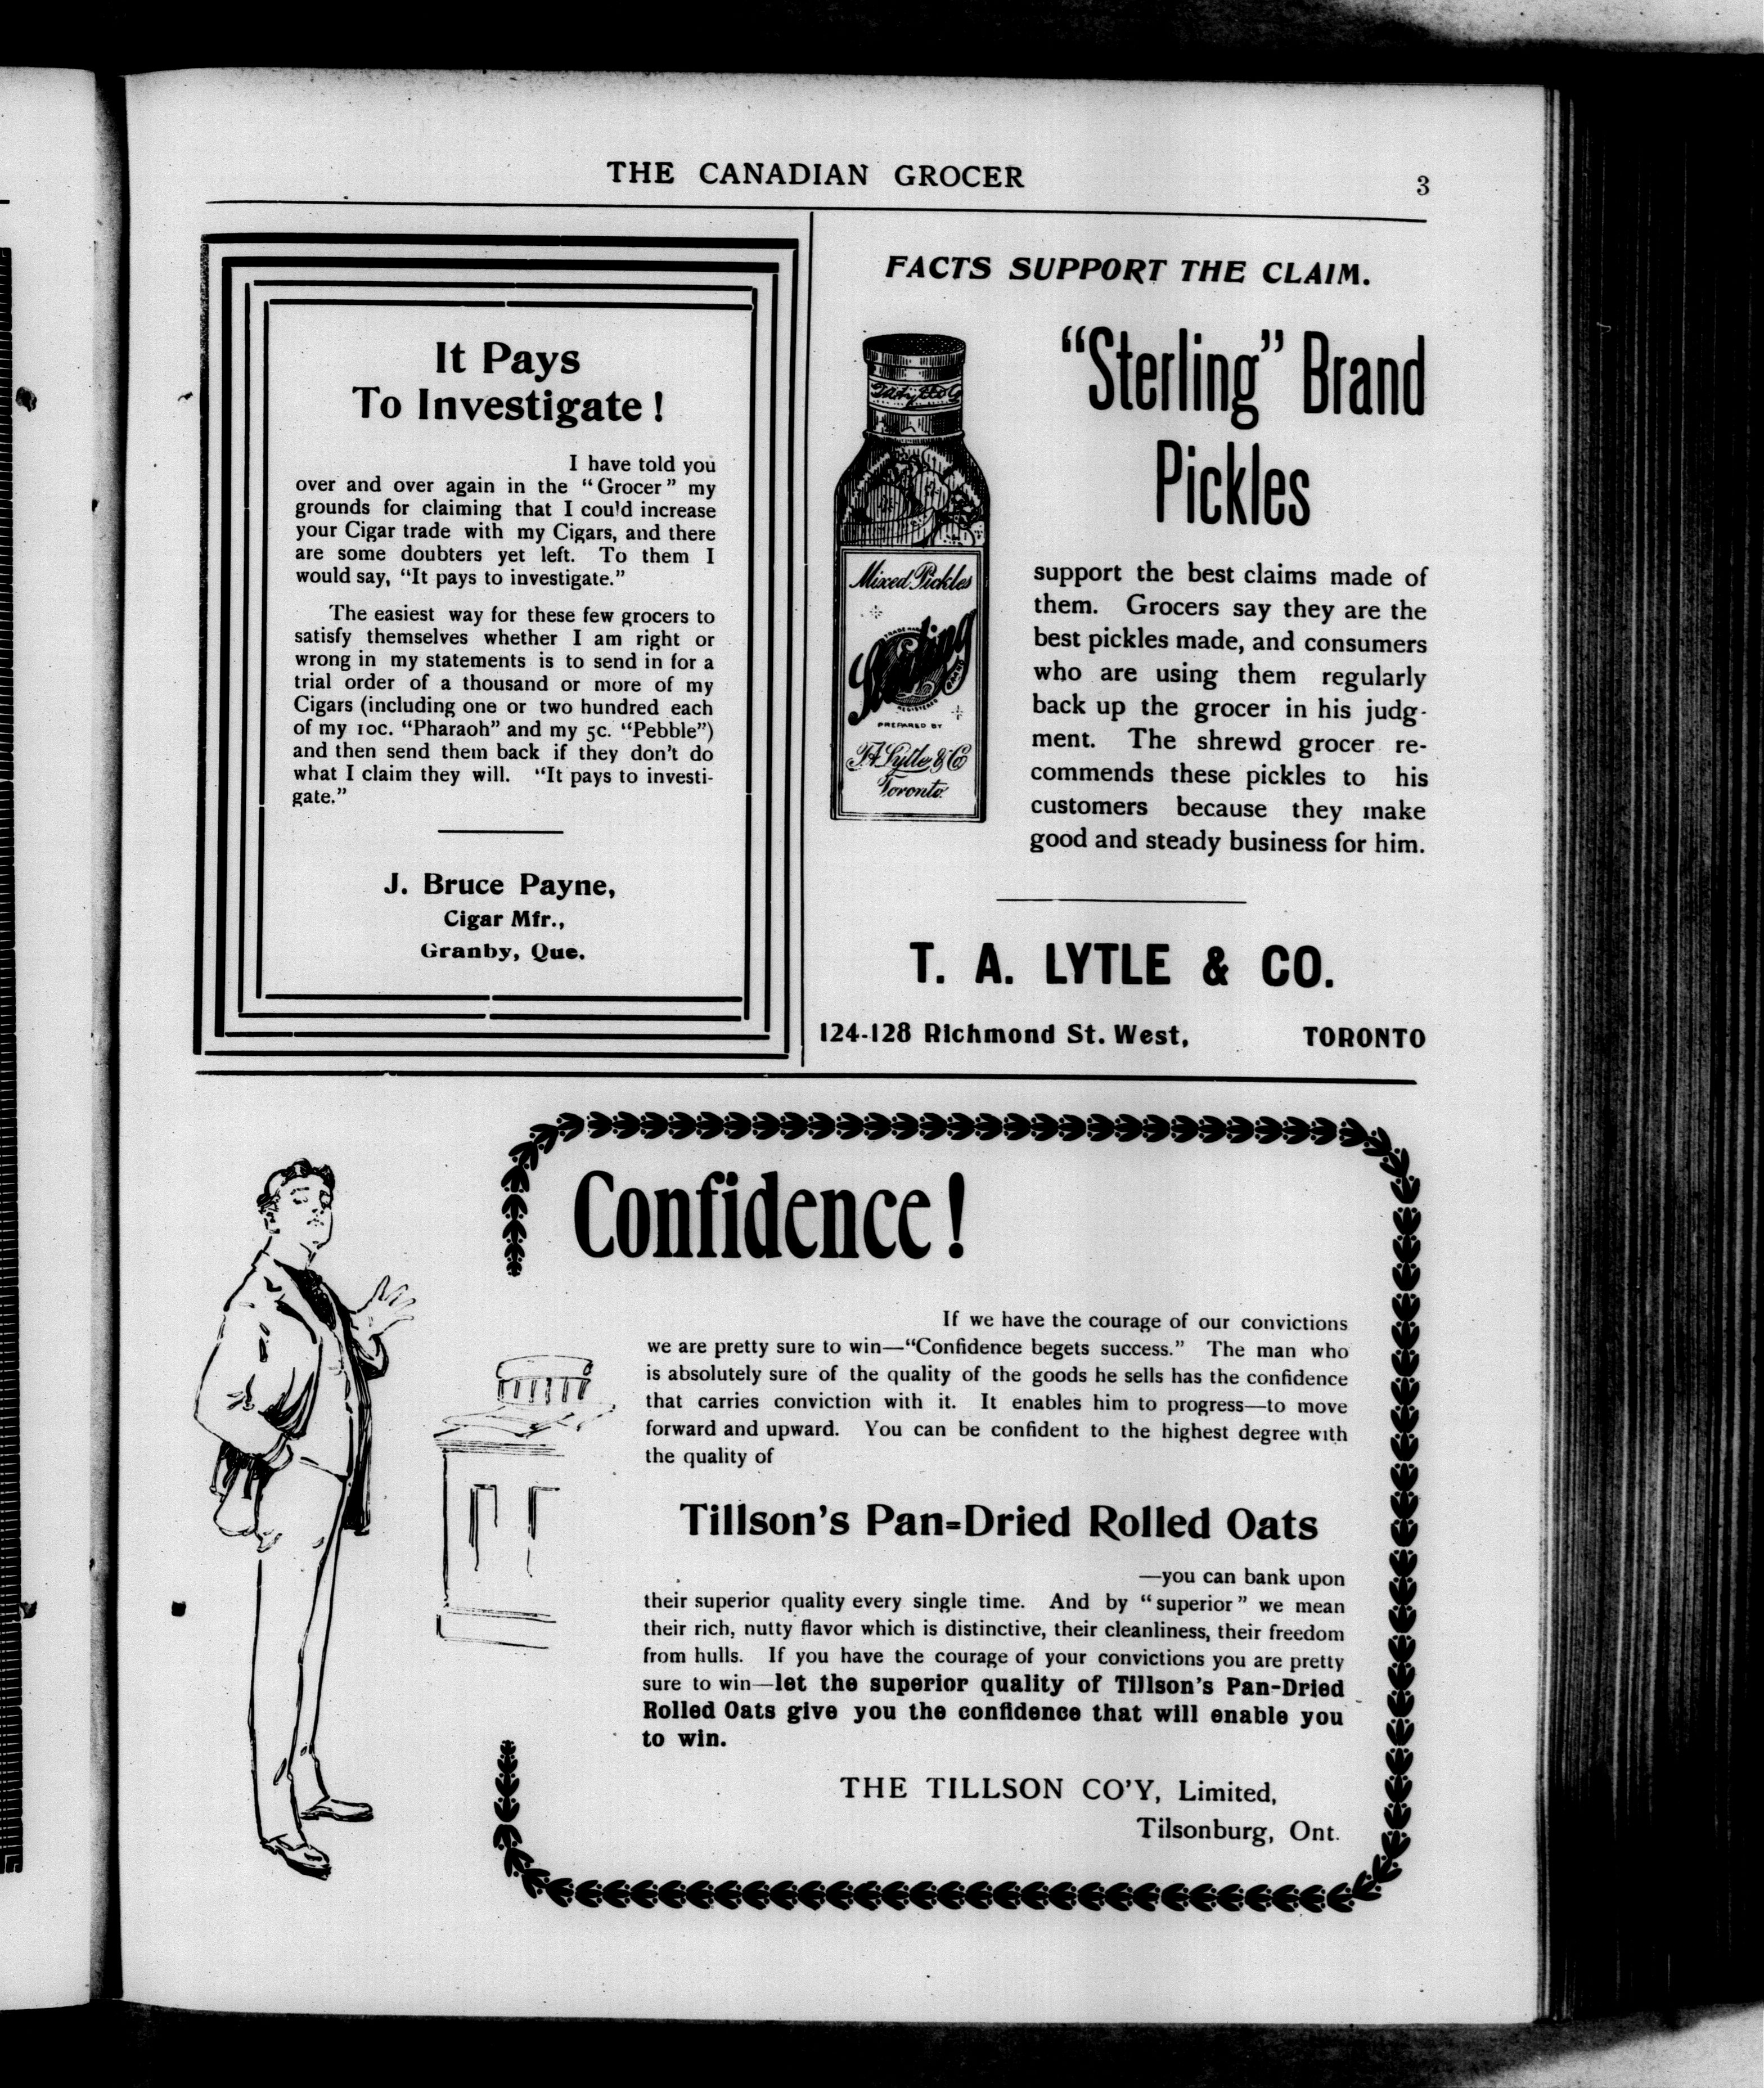 THE CANADIAN GROCER
3
It Pays
To Investigate!
I have told you
over and over again in the "Grocer" my
grounds for claiming that I could increase
your Cigar trade with my Cigars, and there
are some doubters yet left. To them I
would say, "It pays to investigate."
The easiest way for these few grocers to
satisfy themselves whether I am right or
wrong in my statements is to send in for a
trial order of a thousand or more of my
Cigars (including one or two hundred each
of my 10c. "Pharaoh" and my 5c. "Pebble")
and then send them back if they don't do
what I claim they will. "It pays to investi-
gate."
J. Bruce Payne,
Cigar Mfr.,
Granby, Que.
FACTS SUPPORT THE CLAIM.
"Sterling" Brand
Pickles
Mixed Pickles
TRADE MARK
Sterling
BRAND
REGISTERED
PREPARED BY
T A Lytle & Co
Toronto.
support the best claims made of
them. Grocers say they are the
best pickles made, and consumers
who are using them regularly
back up the grocer in his judg-
ment. The shrewd grocer re-
commends these pickles to his
customers because they make
good and steady business for him.
T. A. LYTLE & CO.
124-128 Richmond St. West, TORONTO
Confidence!
If we have the courage of our convictions
we are pretty sure to win—"Confidence begets success." The man who
is absolutely sure of the quality of the goods he sells has the confidence
that carries conviction with it. It enables him to progress—to move
forward and upward. You can be confident to the highest degree with
the quality of
Tillson's Pan-Dried Rolled Oats
—you can bank upon
their superior quality every single time. And by "superior" we mean
their rich, nutty flavor which is distinctive, their cleanliness, their freedom
from hulls. If you have the courage of your convictions you are pretty
sure to win—let the superior quality of Tillson's Pan-Dried
Rolled Oats give you the confidence that will enable you
to win.
THE TILLSON CO'Y, Limited,
Tilsonburg, Ont.